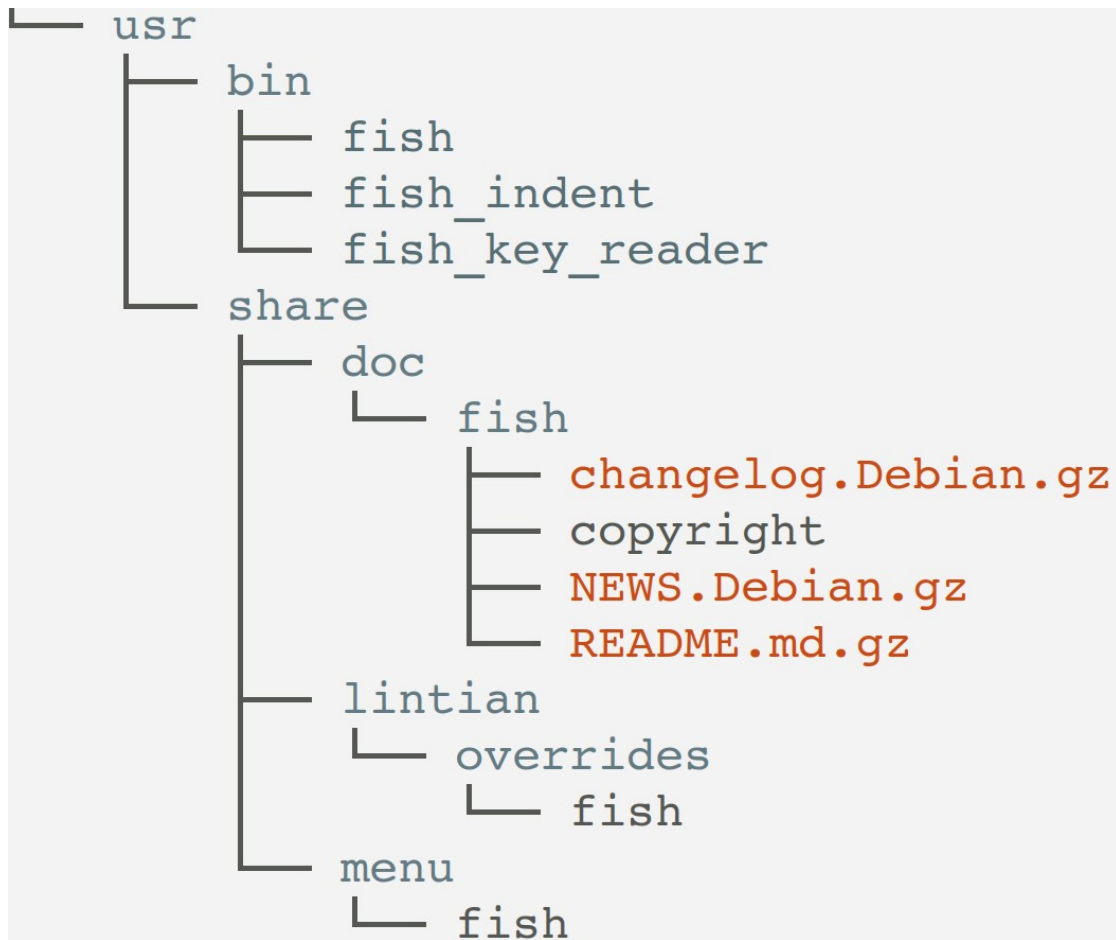 usr
bin
fish
fish_indent
fish_key_reader
share
doc
fish
changelog.Debian.gz
copyright
NEWS.Debian.gz
README.md.gz
lintian
overrides
fish
menu
fish